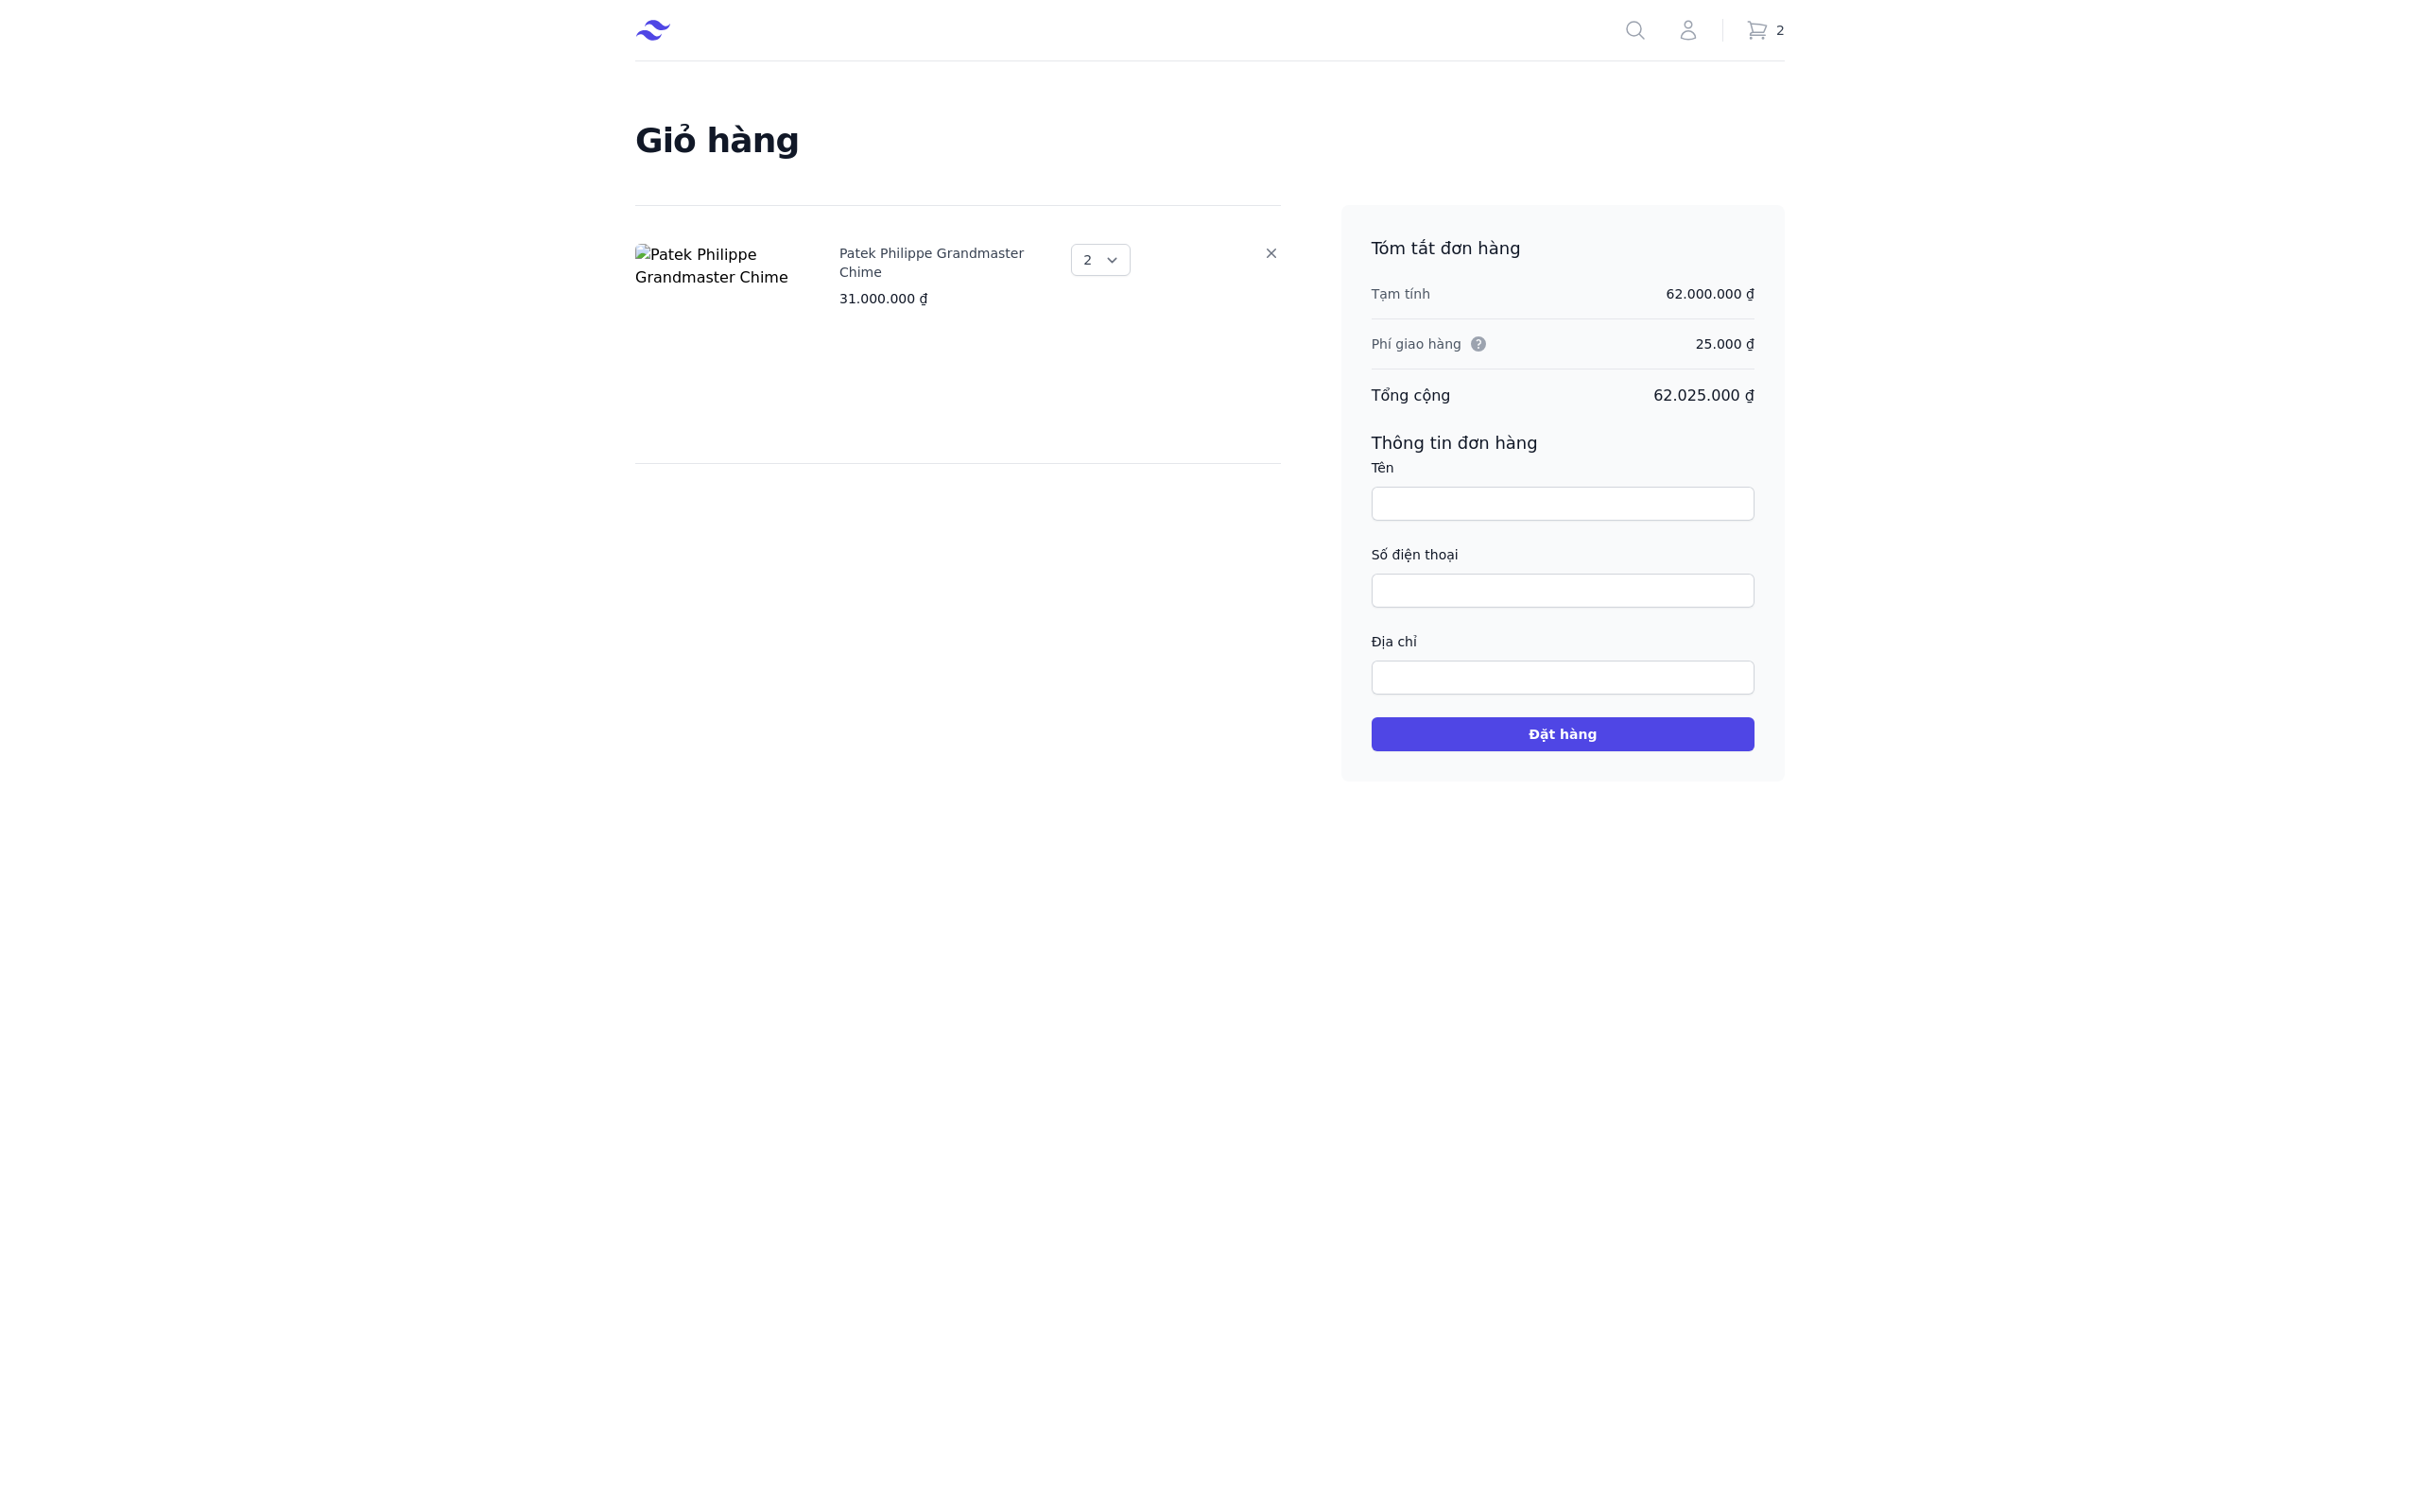 2
Giỏ hàng
Patek Philippe
Grandmaster Chime
Patek Philippe Grandmaster
Chime
31.000.000 ₫
2
Tóm tắt đơn hàng
Tạm tính 62.000.000 ₫
Phí giao hàng 25.000 ₫
Tổng cộng 62.025.000 ₫
Thông tin đơn hàng
Tên
Số điện thoại
Địa chỉ
Đặt hàng